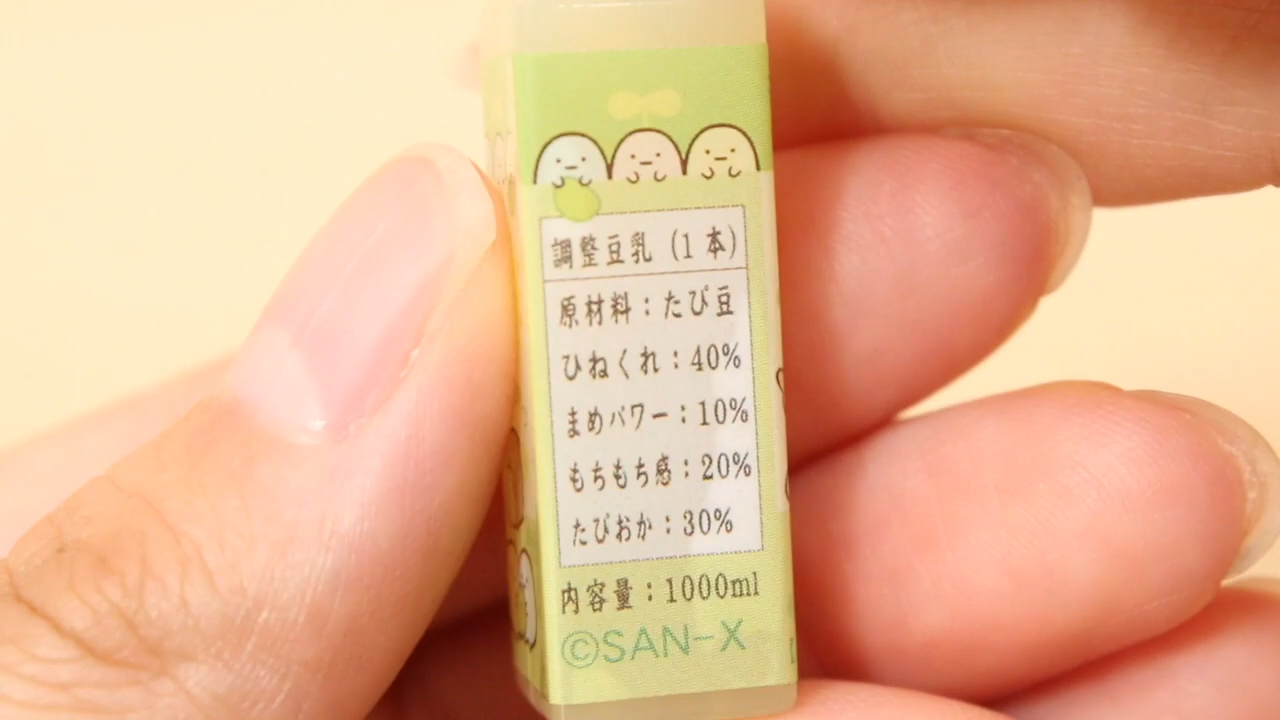 調整豆乳 (1 本)
原材料：たぴ豆
ひねくれ：40%
まめパワー：10%
もちもち感：20%
たぴおか：30%
内容量：1000ml
©SAN-X